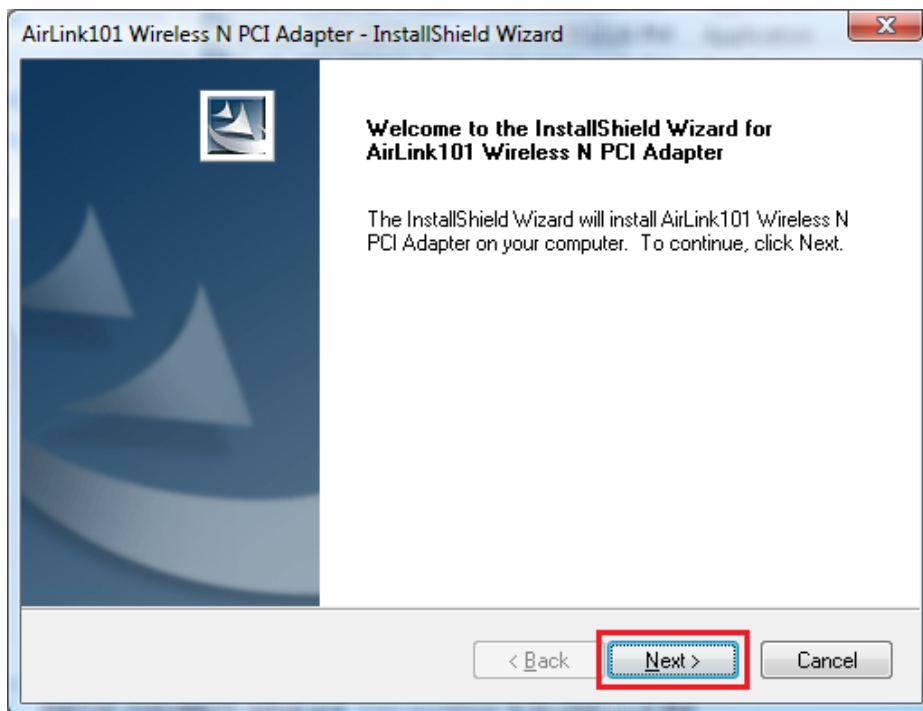 AirLink101 Wireless N PCI Adapter - InstallShield Wizard
Welcome to the InstallShield Wizard for
AirLink101 Wireless N PCI Adapter
The InstallShield Wizard will install AirLink101 Wireless N
PCI Adapter on your computer.  To continue, click Next.
< Back
Next >
Cancel